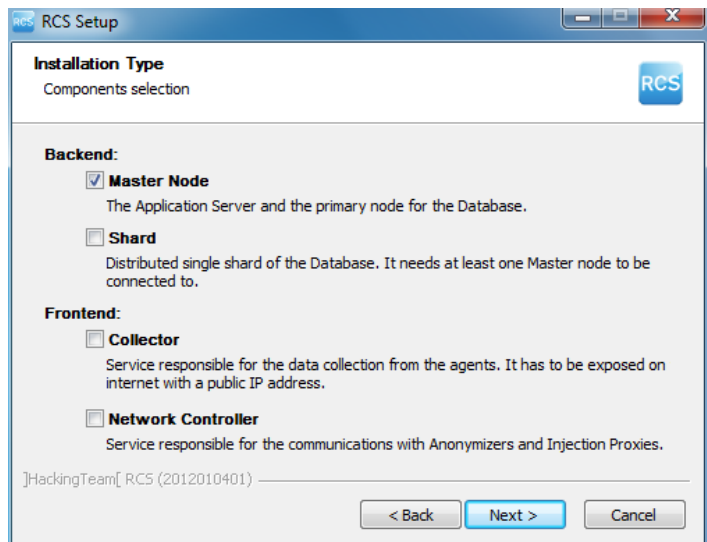 RCS RCS Setup
Installation Type
Components selection
RCS
Backend:
Master Node
The Application Server and the primary node for the Database.
Shard
Distributed single shard of the Database. It needs at least one Master node to be
connected to.
Frontend:
Collector
Service responsible for the data collection from the agents. It has to be exposed on
internet with a public IP address.
Network Controller
Service responsible for the communications with Anonymizers and Injection Proxies.
]HackingTeam[ RCS (2012010401)
< Back Next > Cancel